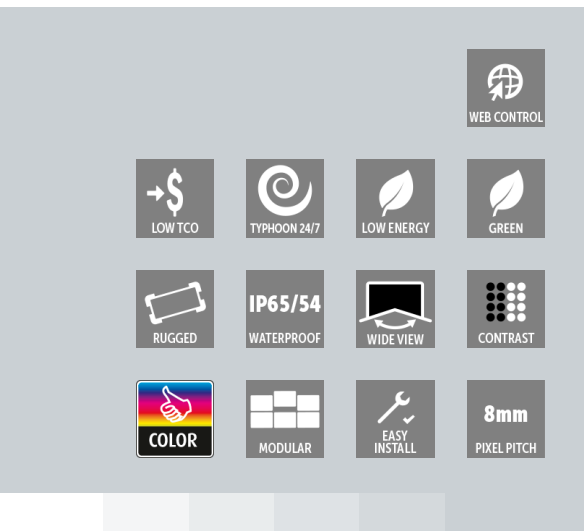 WEB CONTROL
LOW TCO
TYPHOON 24/7
LOW ENERGY
GREEN
RUGGED
IP65/54
WATERPROOF
WIDE VIEW
CONTRAST
COLOR
MODULAR
EASY
INSTALL
8mm
PIXEL PITCH